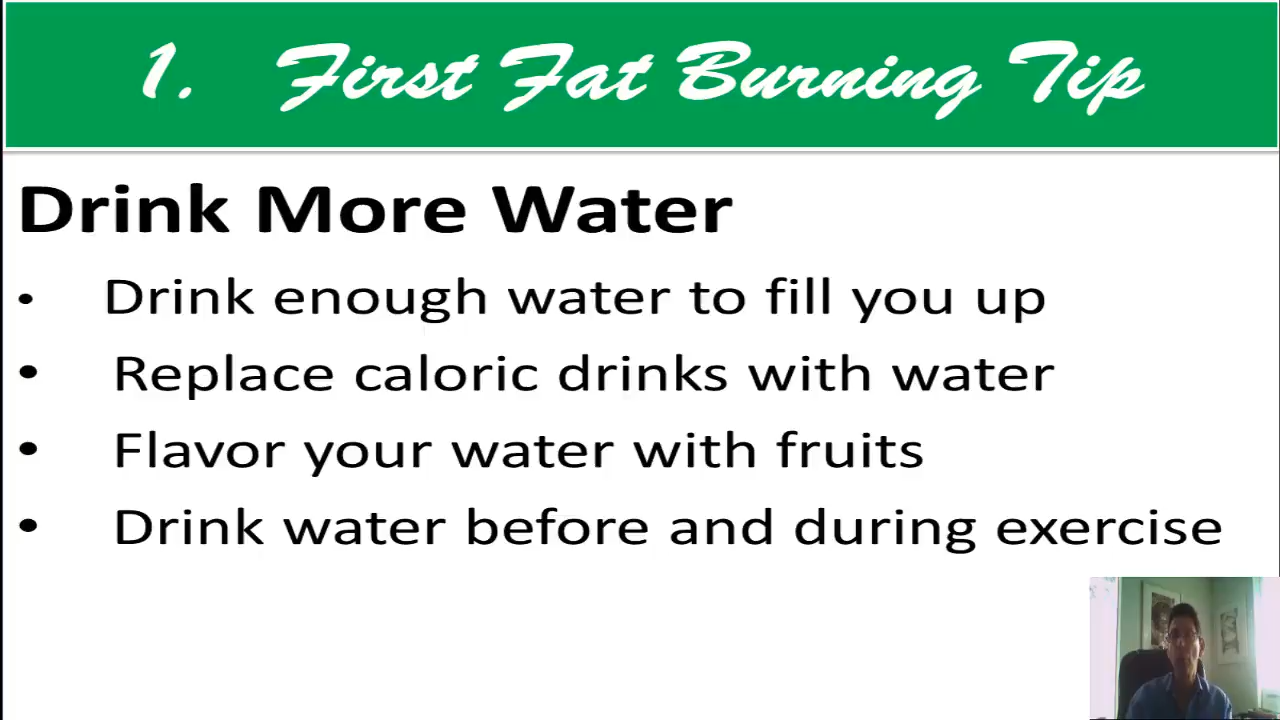 1. First Fat Burning Tip
Drink More Water
• Drink enough water to fill you up
• Replace caloric drinks with water
• Flavor your water with fruits
• Drink water before and during exercise